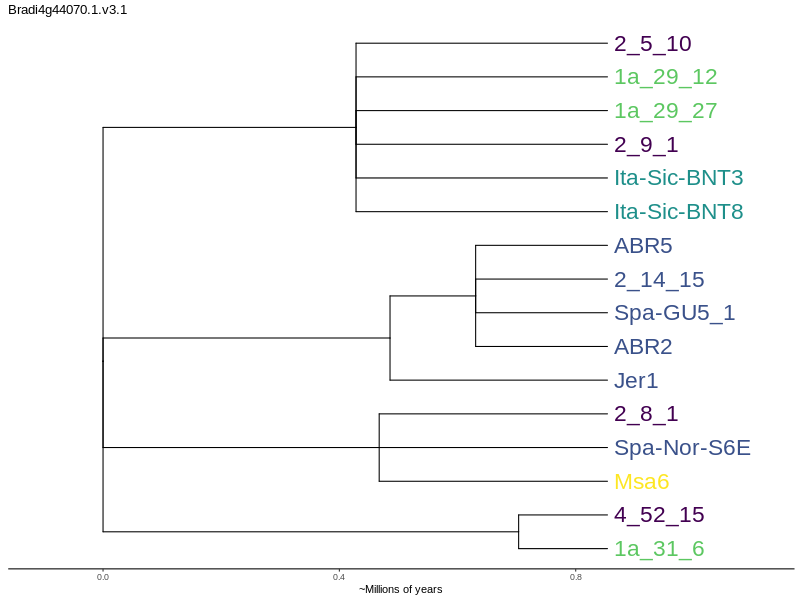 Bradi4g44070.1.v3.1
2_5_10
1a_29_12
1a_29_27
2_9_1
Ita-Sic-BNT3
Ita-Sic-BNT8
ABR5
2_14_15
Spa-GU5_1
ABR2
Jer1
2_8_1
Spa-Nor-S6E
Msa6
4_52_15
1a_31_6
0.0 0.4 0.8
~Millions of years